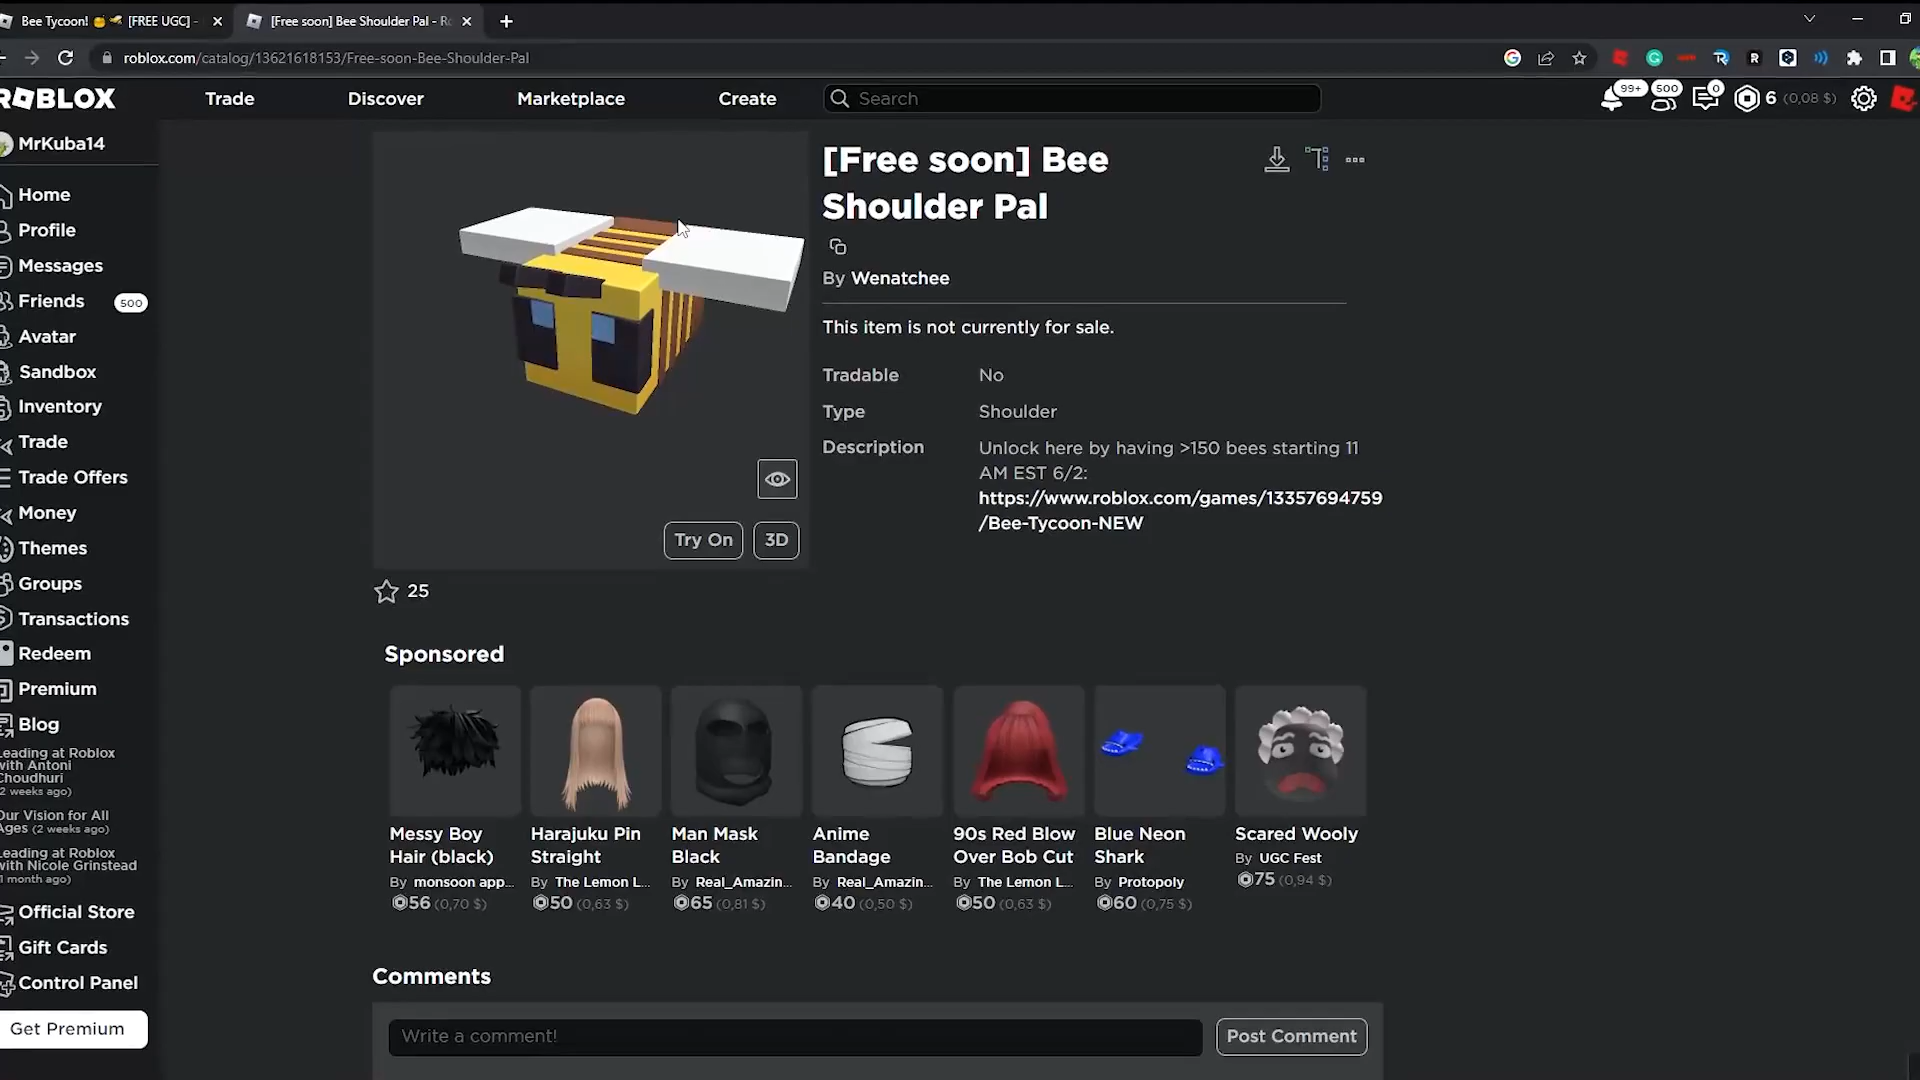 Bee Tycoon! 🍯🐝 [FREE UGC] -
[Free soon] Bee Shoulder Pal - Ro
roblox.com/catalog/13621618153/Free-soon-Bee-Shoulder-Pal
ROBLOX
Trade
Discover
Marketplace
Create
Search
99+
500
0
6 (0,08 $)
MrKuba14
Home
Profile
Messages
Friends 500
Avatar
Sandbox
Inventory
Trade
Trade Offers
Money
Themes
Groups
Transactions
Redeem
Premium
Blog
Leading at Roblox
with Antoni
Choudhuri
(2 weeks ago)
Our Vision for All
Ages (2 weeks ago)
Leading at Roblox
with Nicole Grinstead
(1 month ago)
Official Store
Gift Cards
Control Panel
Get Premium
Try On
3D
25
[Free soon] Bee
Shoulder Pal
By Wenatchee
This item is not currently for sale.
Tradable No
Type Shoulder
Description Unlock here by having >150 bees starting 11
AM EST 6/2:
https://www.roblox.com/games/13357694759
/Bee-Tycoon-NEW
Sponsored
Messy Boy
Hair (black)
By monsoon app...
56 (0,70 $)
Harajuku Pin
Straight
By The Lemon L...
50 (0,63 $)
Man Mask
Black
By Real_Amazin...
65 (0,81 $)
Anime
Bandage
By Real_Amazin...
40 (0,50 $)
90s Red Blow
Over Bob Cut
By The Lemon L...
50 (0,63 $)
Blue Neon
Shark
By Protopoly
60 (0,75 $)
Scared Wooly
By UGC Fest
75 (0,94 $)
Comments
Write a comment!
Post Comment